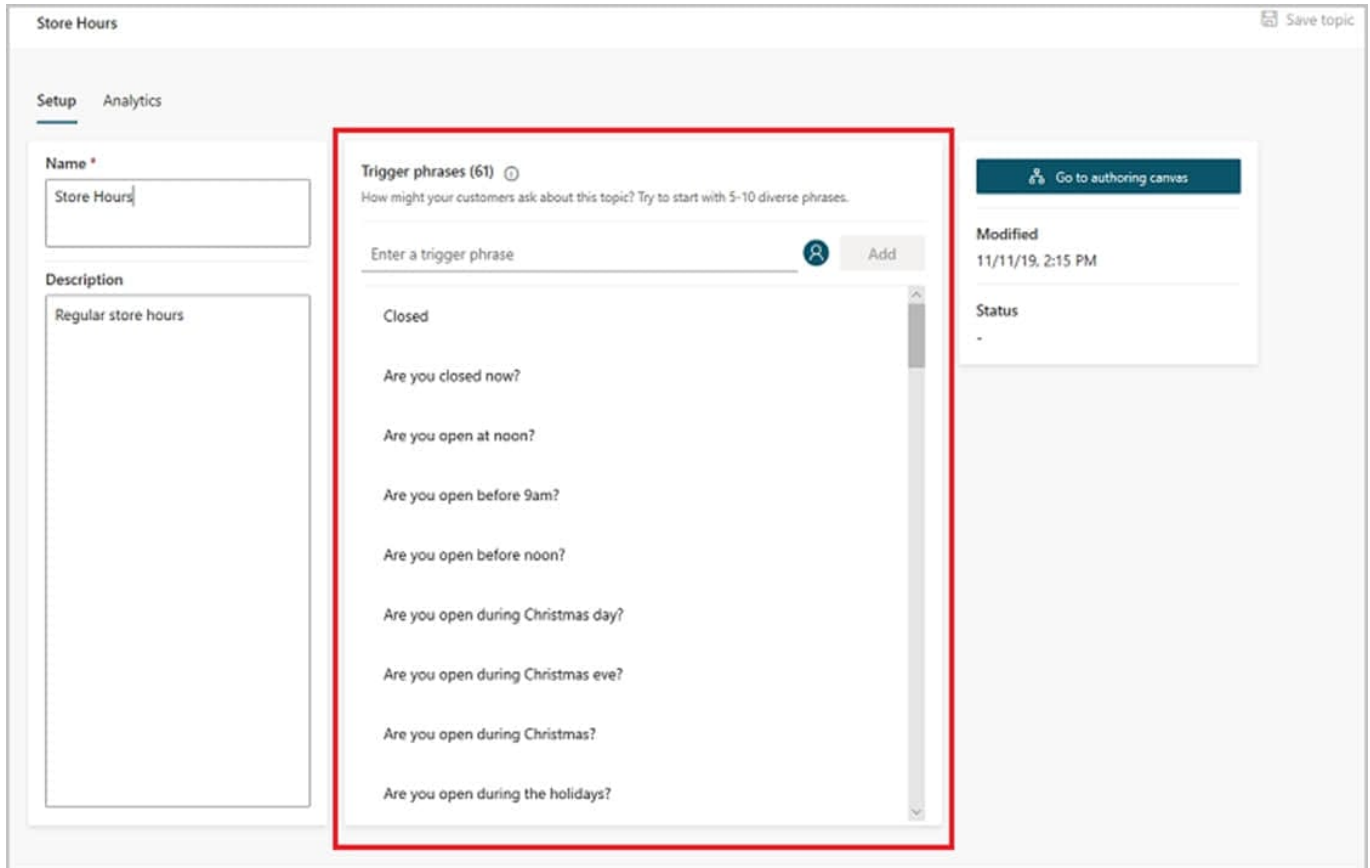 Store Hours
Save topic
Setup
Analytics
Name *
Store Hours
Description
Regular store hours
Trigger phrases (61)
How might your customers ask about this topic? Try to start with 5-10 diverse phrases.
Enter a trigger phrase
Add
Closed
Are you closed now?
Are you open at noon?
Are you open before 9am?
Are you open before noon?
Are you open during Christmas day?
Are you open during Christmas eve?
Are you open during Christmas?
Are you open during the holidays?
Go to authoring canvas
Modified
11/11/19, 2:15 PM
Status
-